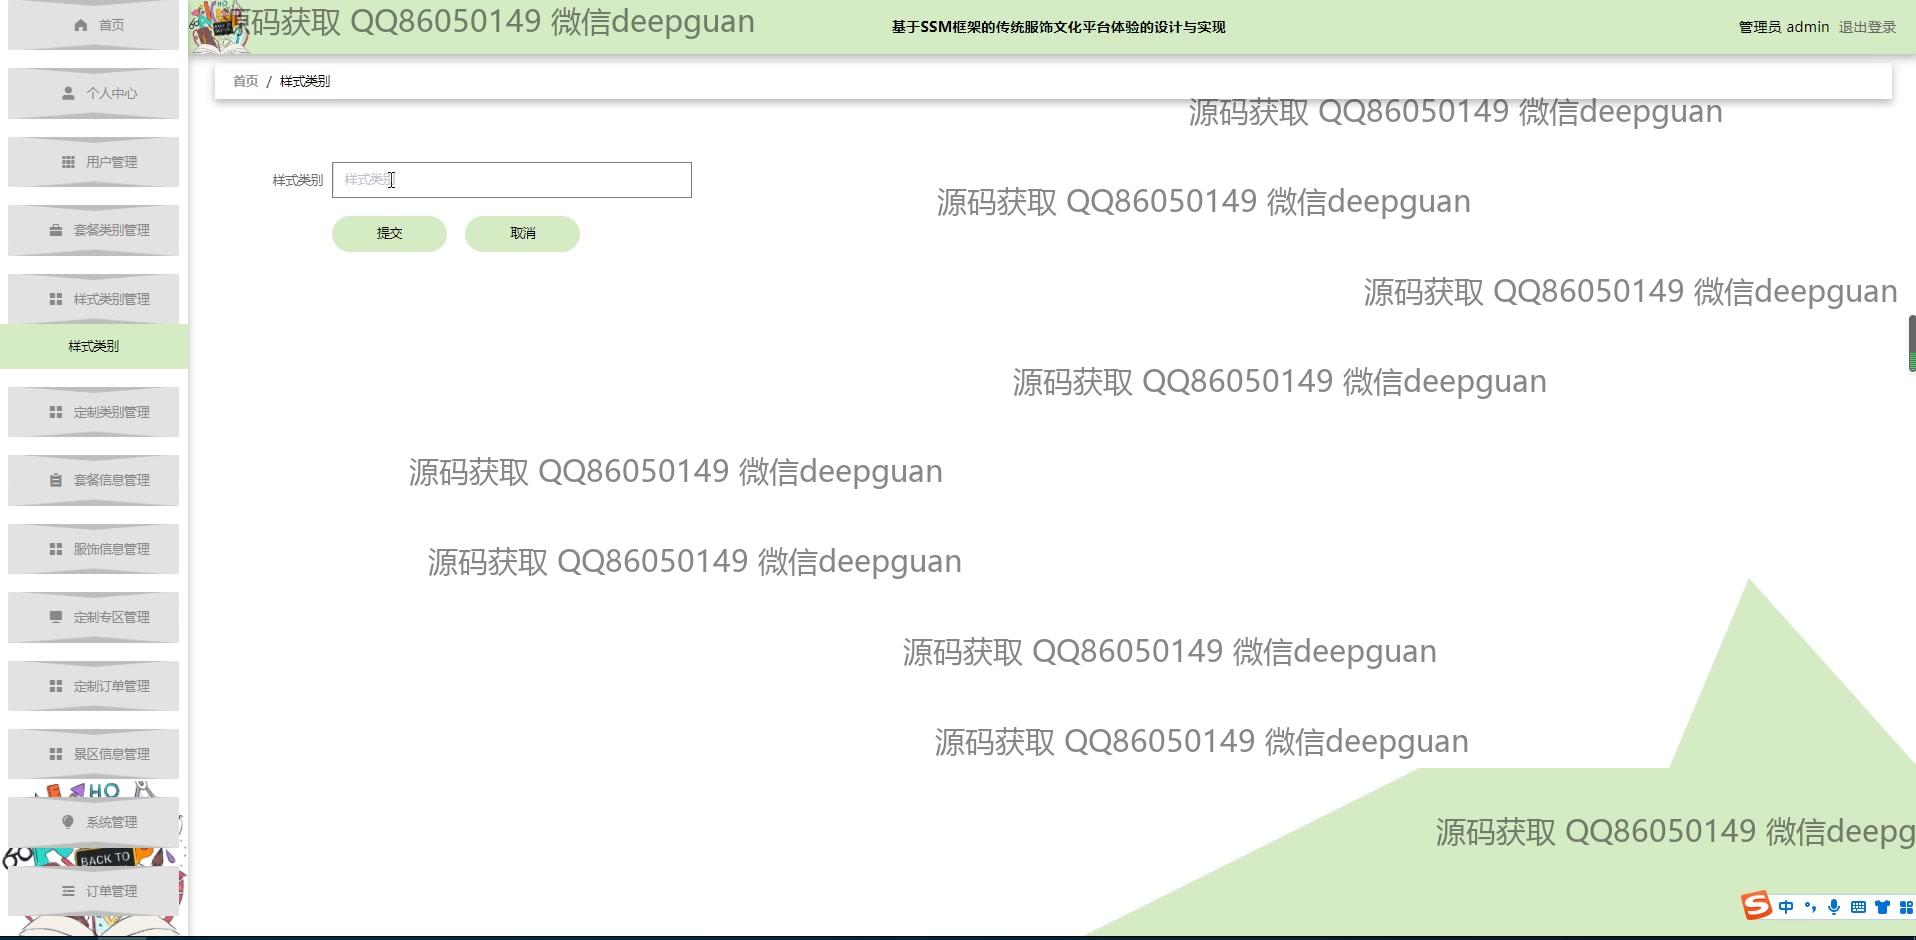 首页
个人中心
用户管理
套餐类别管理
样式类别管理
样式类别
定制类别管理
套餐信息管理
服饰信息管理
定制专区管理
定制订单管理
景区信息管理
HO
系统管理
BACK TO
订单管理
源码获取 QQ86050149 微信deepguan
基于SSM框架的传统服饰文化平台体验的设计与实现
管理员 admin 退出登录
首页 / 样式类别
源码获取 QQ86050149 微信deepguan
样式类别 样式类别
源码获取 QQ86050149 微信deepguan
提交 取消
源码获取 QQ86050149 微信deepguan
源码获取 QQ86050149 微信deepguan
源码获取 QQ86050149 微信deepguan
源码获取 QQ86050149 微信deepguan
源码获取 QQ86050149 微信deepguan
源码获取 QQ86050149 微信deepguan
源码获取 QQ86050149 微信deepg
中